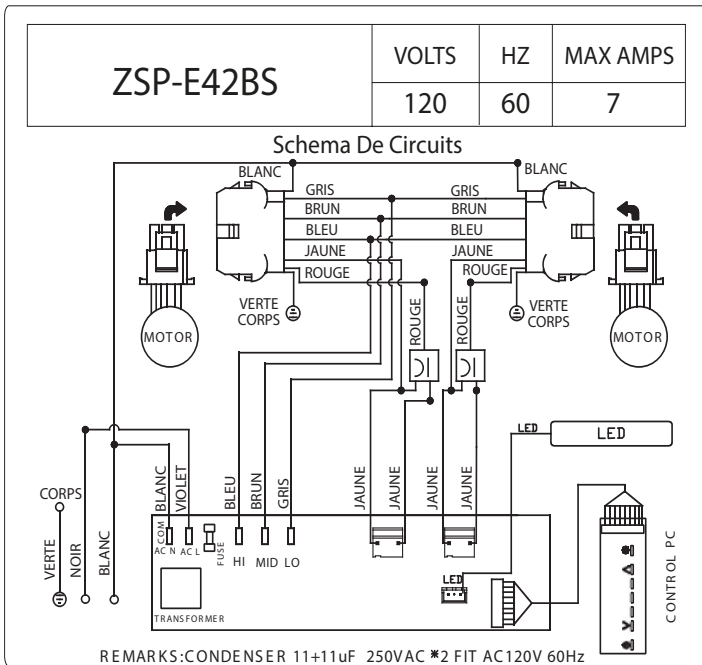 ZSP-E42BS
VOLTS HZ MAX AMPS
120 60 7
Schema De Circuits
BLANC BLANC
GRIS GRIS
BRUN BRUN
BLEU BLEU
JAUNE JAUNE
ROUGE ROUGE
VERTE CORPS
VERTE CORPS
MOTOR
MOTOR
ROUGE
ROUGE
LED
LED
CORPS
VERTE
NOIR
BLANC
BLANC
VIOLET
BLEU
BRUN
GRIS
JAUNE
JAUNE
JAUNE
JAUNE
COM
AC N
AC L
FUSE
HI MID LO
LED
TRANSFORMER
CONTROL PC
REMARKS:CONDENSER 11+11uF 250VAC *2 FIT AC120V 60Hz